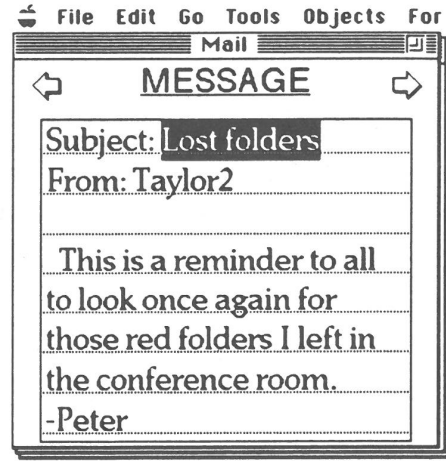 File Edit Go Tools Objects For
Mail
MESSAGE
Subject: Lost folders
From: Taylor2
This is a reminder to all
to look once again for
those red folders I left in
the conference room.
-Peter